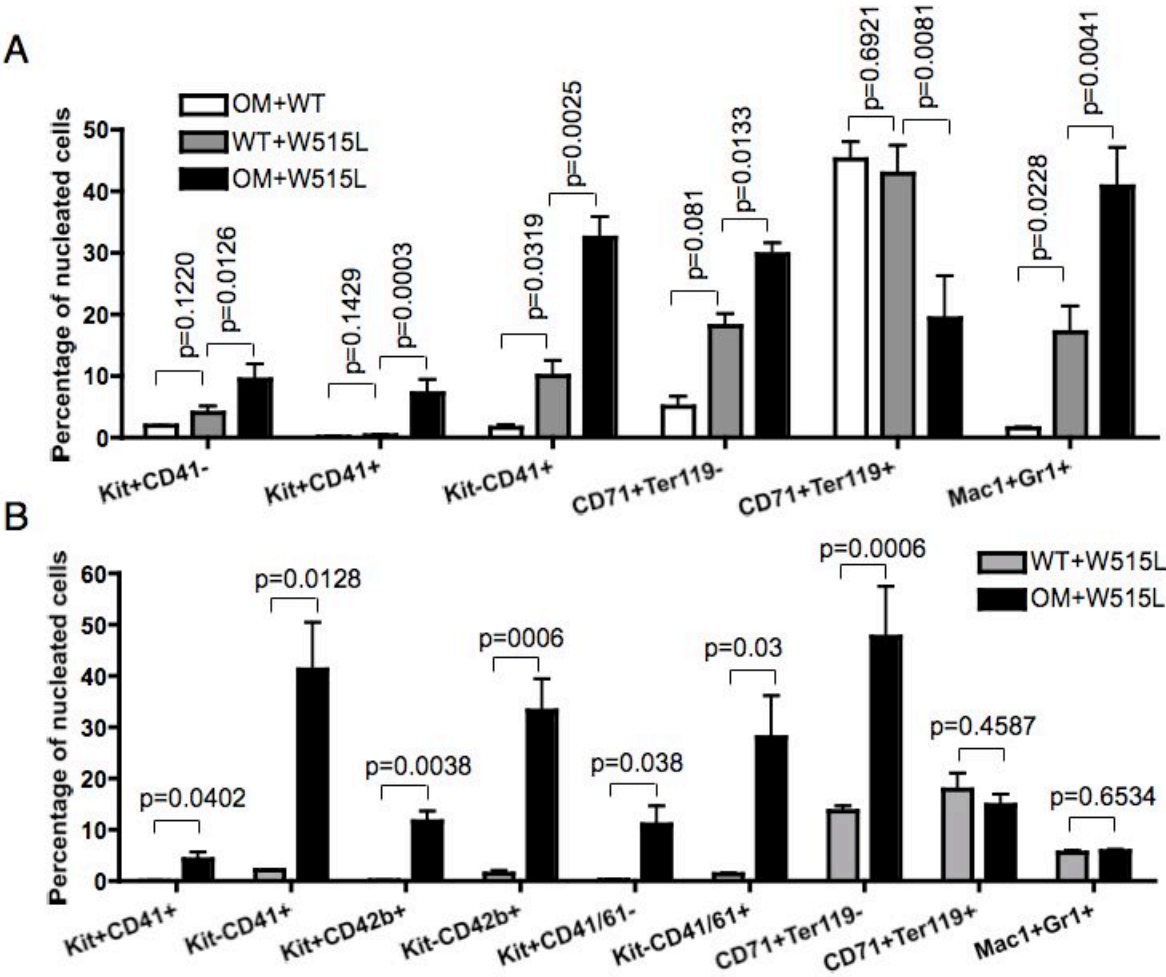 A
OM+WT
WT+W515L
OM+W515L
Percentage of nucleated cells
50
40
30
20
10
0
p=0.1220
p=0.0126
p=0.1429
p=0.0003
p=0.0319
p=0.0025
p=0.081
p=0.0133
p=0.6921
p=0.0081
p=0.0228
p=0.0041
Kit+CD41-
Kit+CD41+
Kit-CD41+
CD71+Ter119-
CD71+Ter119+
Mac1+Gr1+
B
WT+W515L
OM+W515L
Percentage of nucleated cells
60
50
40
30
20
10
0
p=0.0402
p=0.0128
p=0.0038
p=0006
p=0.038
p=0.03
p=0.0006
p=0.4587
p=0.6534
Kit+CD41+
Kit-CD41+
Kit+CD42b+
Kit-CD42b+
Kit+CD41/61-
Kit-CD41/61+
CD71+Ter119-
CD71+Ter119+
Mac1+Gr1+